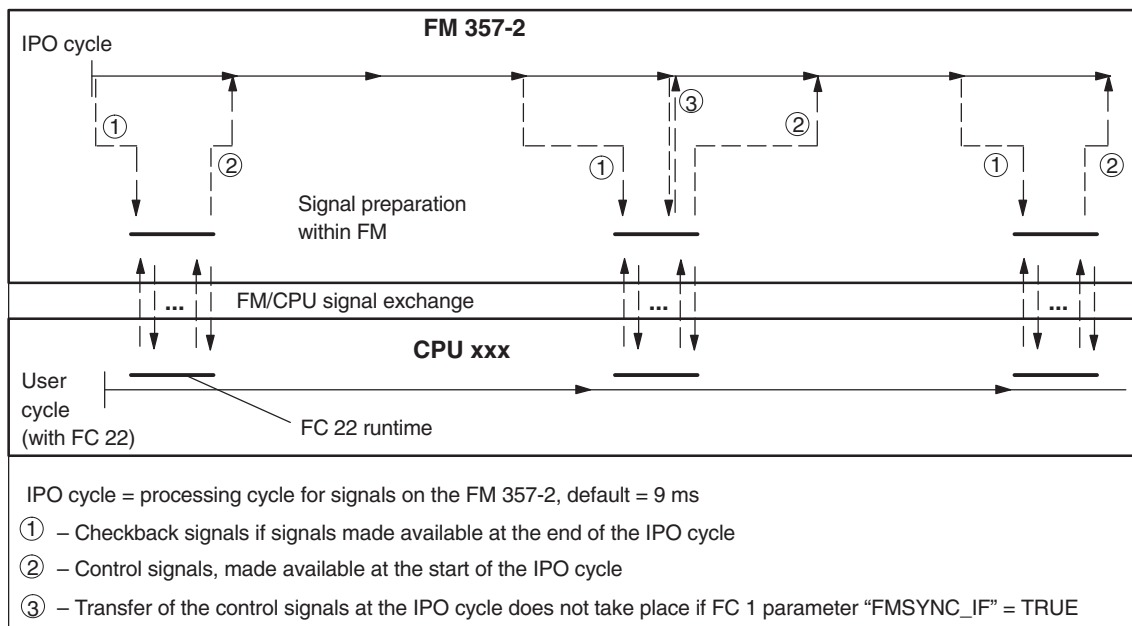 FM 357-2
IPO cycle
① ② ① ③ ② ① ②
Signal preparation
within FM
... ... ...
FM/CPU signal exchange
CPU xxx
User
cycle
(with FC 22)
FC 22 runtime
IPO cycle = processing cycle for signals on the FM 357-2, default = 9 ms
① – Checkback signals if signals made available at the end of the IPO cycle
② – Control signals, made available at the start of the IPO cycle
③ – Transfer of the control signals at the IPO cycle does not take place if FC 1 parameter “FMSYNC_IF” = TRUE